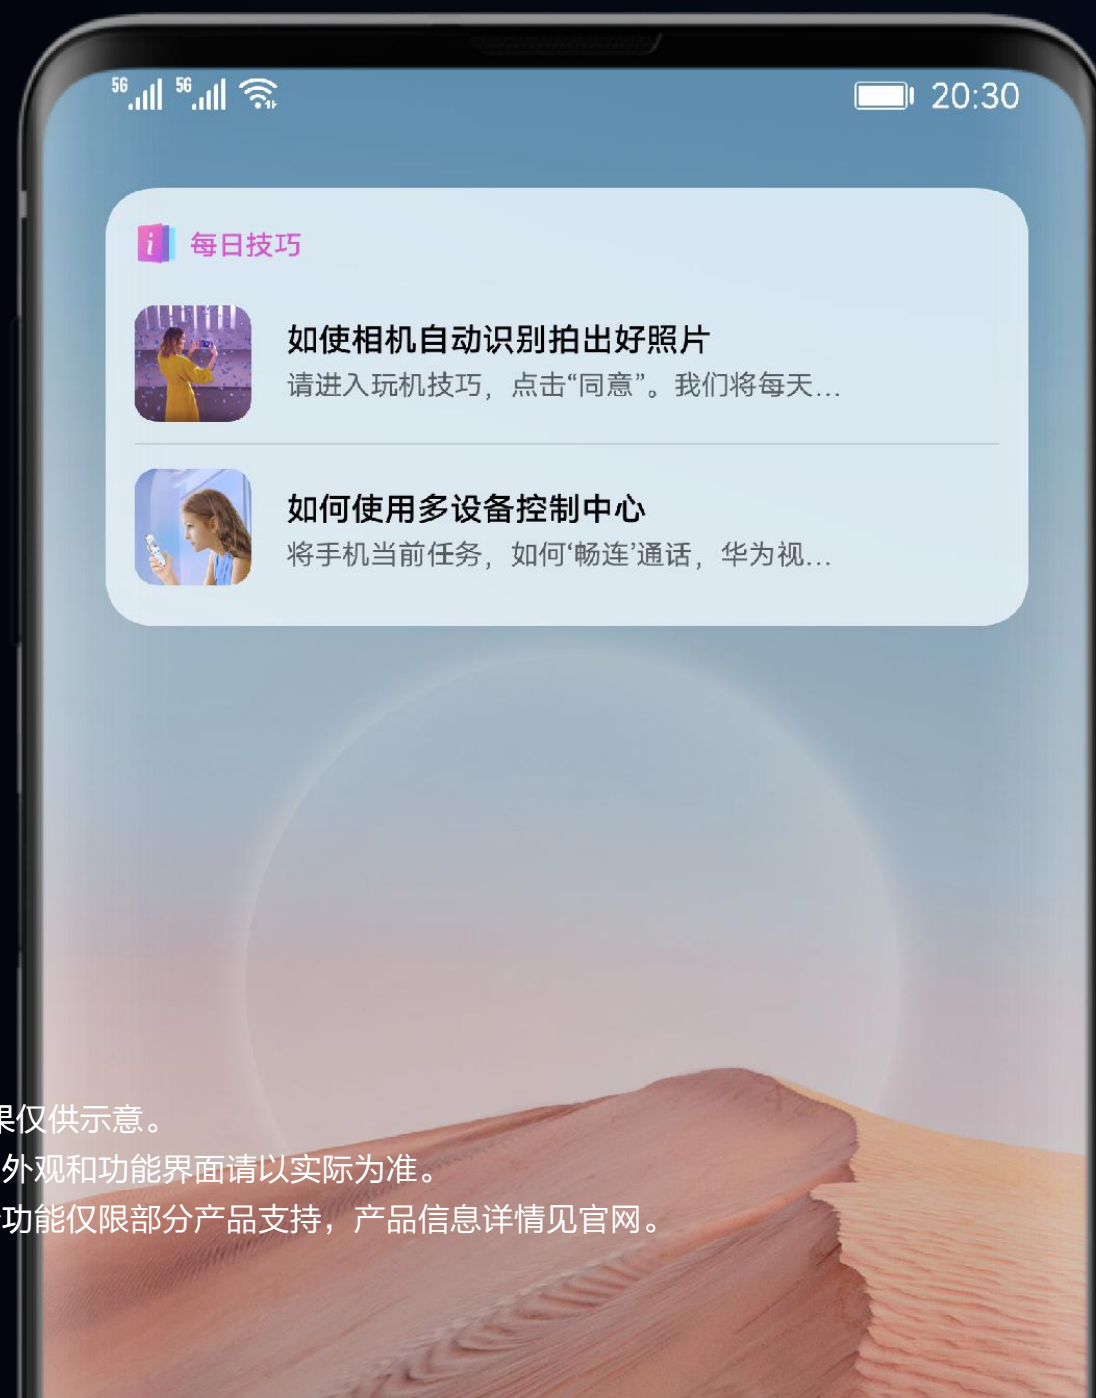 5G 5G 20:30
每日技巧
如使相机自动识别拍出好照片
请进入玩机技巧，点击“同意”。我们将每天...
如何使用多设备控制中心
将手机当前任务，如何‘畅连’通话，华为视...
果仅供示意。
外观和功能界面请以实际为准。
功能仅限部分产品支持，产品信息详情见官网。